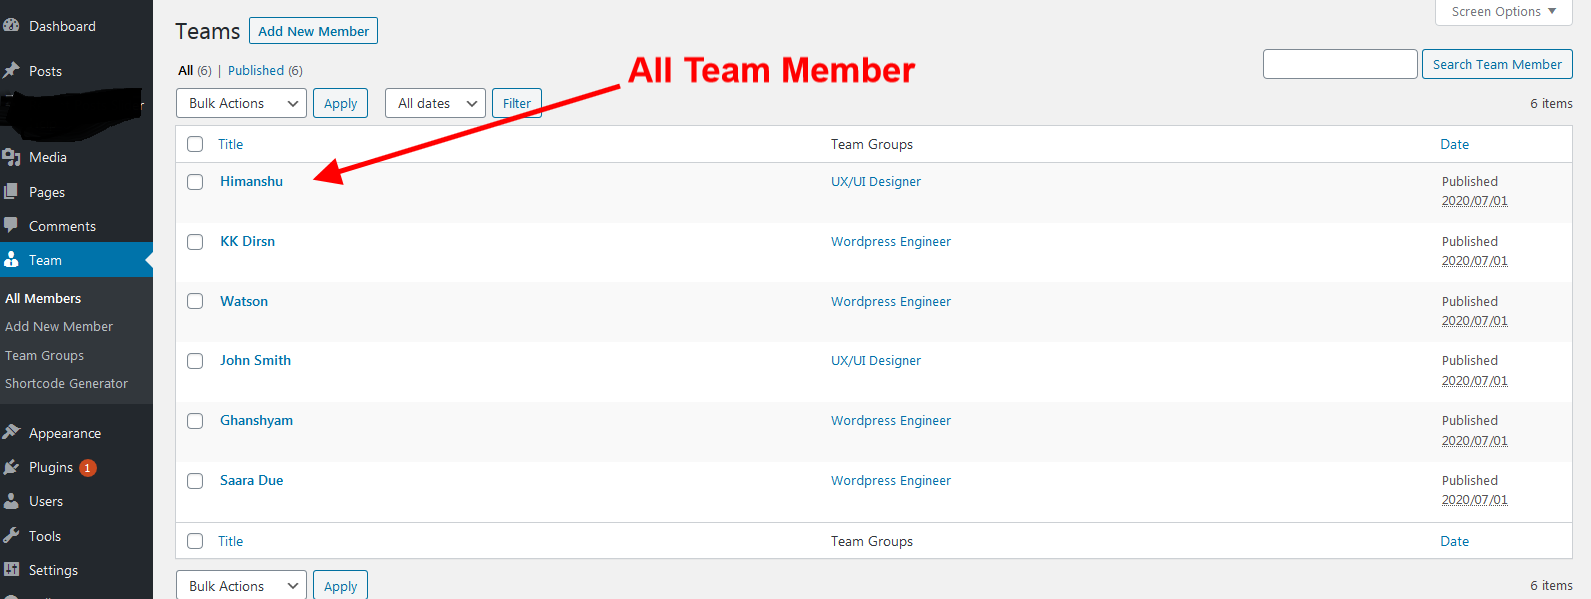 Dashboard
Posts
Media
Pages
Comments
Team
All Members
Add New Member
Team Groups
Shortcode Generator
Appearance
Plugins 1
Users
Tools
Settings
Screen Options
Teams Add New Member
All (6) | Published (6)
All Team Member
Search Team Member
Bulk Actions Apply All dates Filter
6 items
Title Team Groups Date
Himanshu UX/UI Designer Published
2020/07/01
KK Dirsn Wordpress Engineer Published
2020/07/01
Watson Wordpress Engineer Published
2020/07/01
John Smith UX/UI Designer Published
2020/07/01
Ghanshyam Wordpress Engineer Published
2020/07/01
Saara Due Wordpress Engineer Published
2020/07/01
Title Team Groups Date
Bulk Actions Apply 6 items